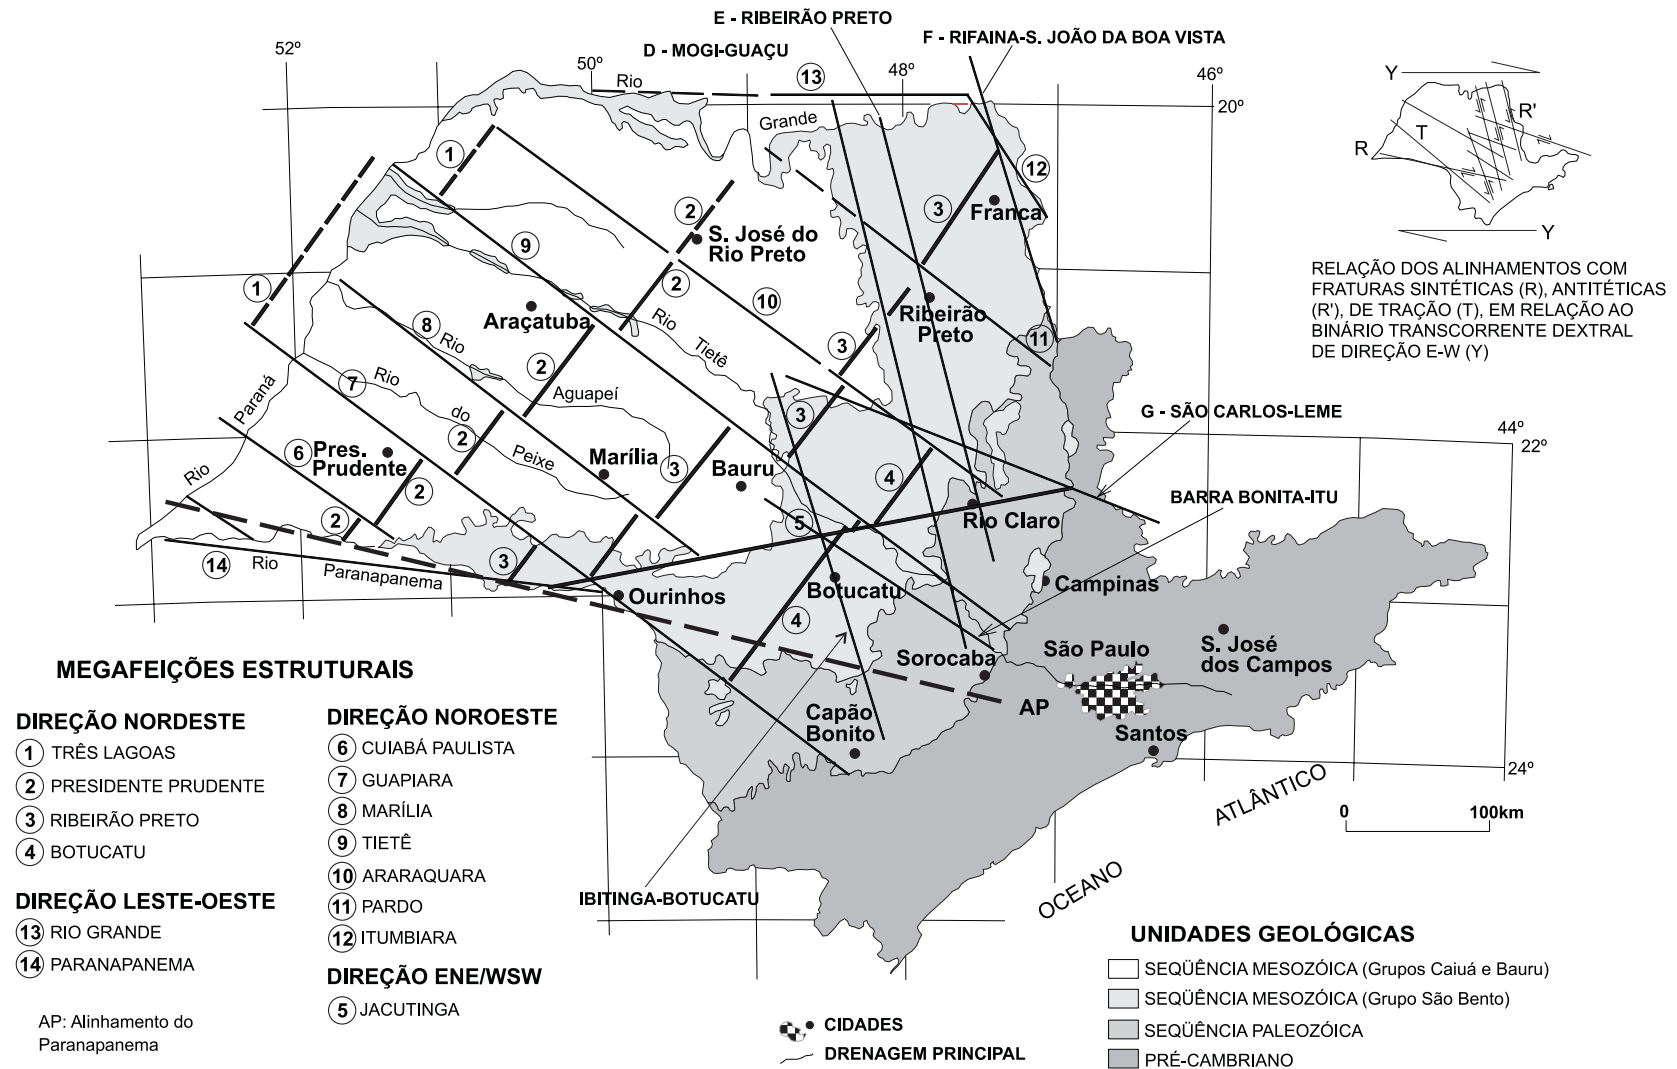 E - RIBEIRÃO PRETO
D - MOGI-GUAÇU
F - RIFAINA-S. JOÃO DA BOA VISTA
52º
50º
48º
46º
20º
13
Rio
Grande
1
12
2
3
Franca
S. José do
Rio Preto
9
2
1
10
Araçatuba
Ribeirão
Preto
Rio
Tietê
8
Rio
3
11
2
Aguapeí
7
Rio
do
Peixe
Paraná
3
G - SÃO CARLOS-LEME
44º
22º
6
Pres.
Prudente
2
Marília
3
Bauru
4
Rio
2
BARRA BONITA-ITU
2
5
Rio Claro
14
Rio
Paranapanema
3
Ourinhos
Botucatu
Campinas
4
São Paulo
S. José
dos Campos
Sorocaba
AP
Capão
Bonito
Santos
24º
ATLÂNTICO
OCEANO
0
100km
IBITINGA-BOTUCATU
Y
R'
T
R
Y
RELAÇÃO DOS ALINHAMENTOS COM
FRATURAS SINTÉTICAS (R), ANTITÉTICAS
(R'), DE TRAÇÃO (T), EM RELAÇÃO AO
BINÁRIO TRANSCORRENTE DEXTRAL
DE DIREÇÃO E-W (Y)
MEGAFEIÇÕES ESTRUTURAIS
DIREÇÃO NORDESTE
1 TRÊS LAGOAS
2 PRESIDENTE PRUDENTE
3 RIBEIRÃO PRETO
4 BOTUCATU
DIREÇÃO LESTE-OESTE
13 RIO GRANDE
14 PARANAPANEMA
AP: Alinhamento do
Paranapanema
DIREÇÃO NOROESTE
6 CUIABÁ PAULISTA
7 GUAPIARA
8 MARÍLIA
9 TIETÊ
10 ARARAQUARA
11 PARDO
12 ITUMBIARA
DIREÇÃO ENE/WSW
5 JACUTINGA
CIDADES
DRENAGEM PRINCIPAL
UNIDADES GEOLÓGICAS
SEQÜÊNCIA MESOZÓICA (Grupos Caiuá e Bauru)
SEQÜÊNCIA MESOZÓICA (Grupo São Bento)
SEQÜÊNCIA PALEOZÓICA
PRÉ-CAMBRIANO